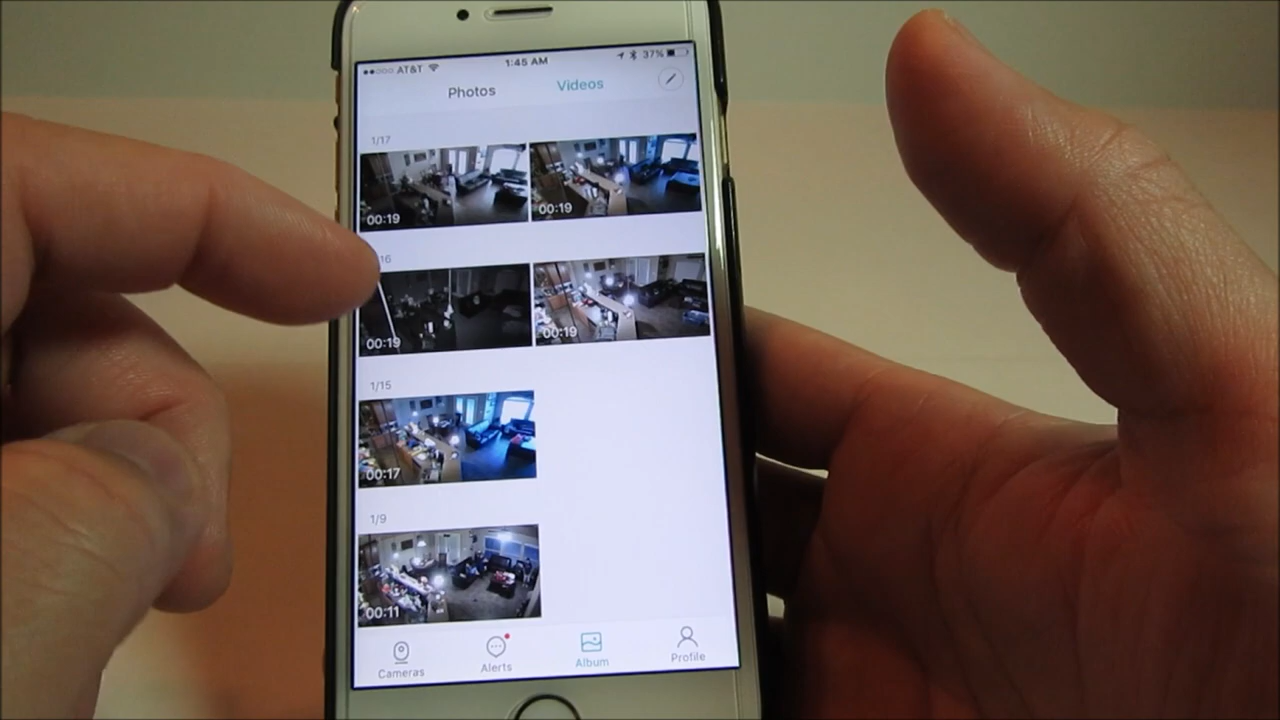 AT&T 1:45 AM 37%
Photos Videos
1/17
00:19 00:19
16
00:19 00:19
1/15
00:17
1/9
00:11
Cameras Alerts Album Profile